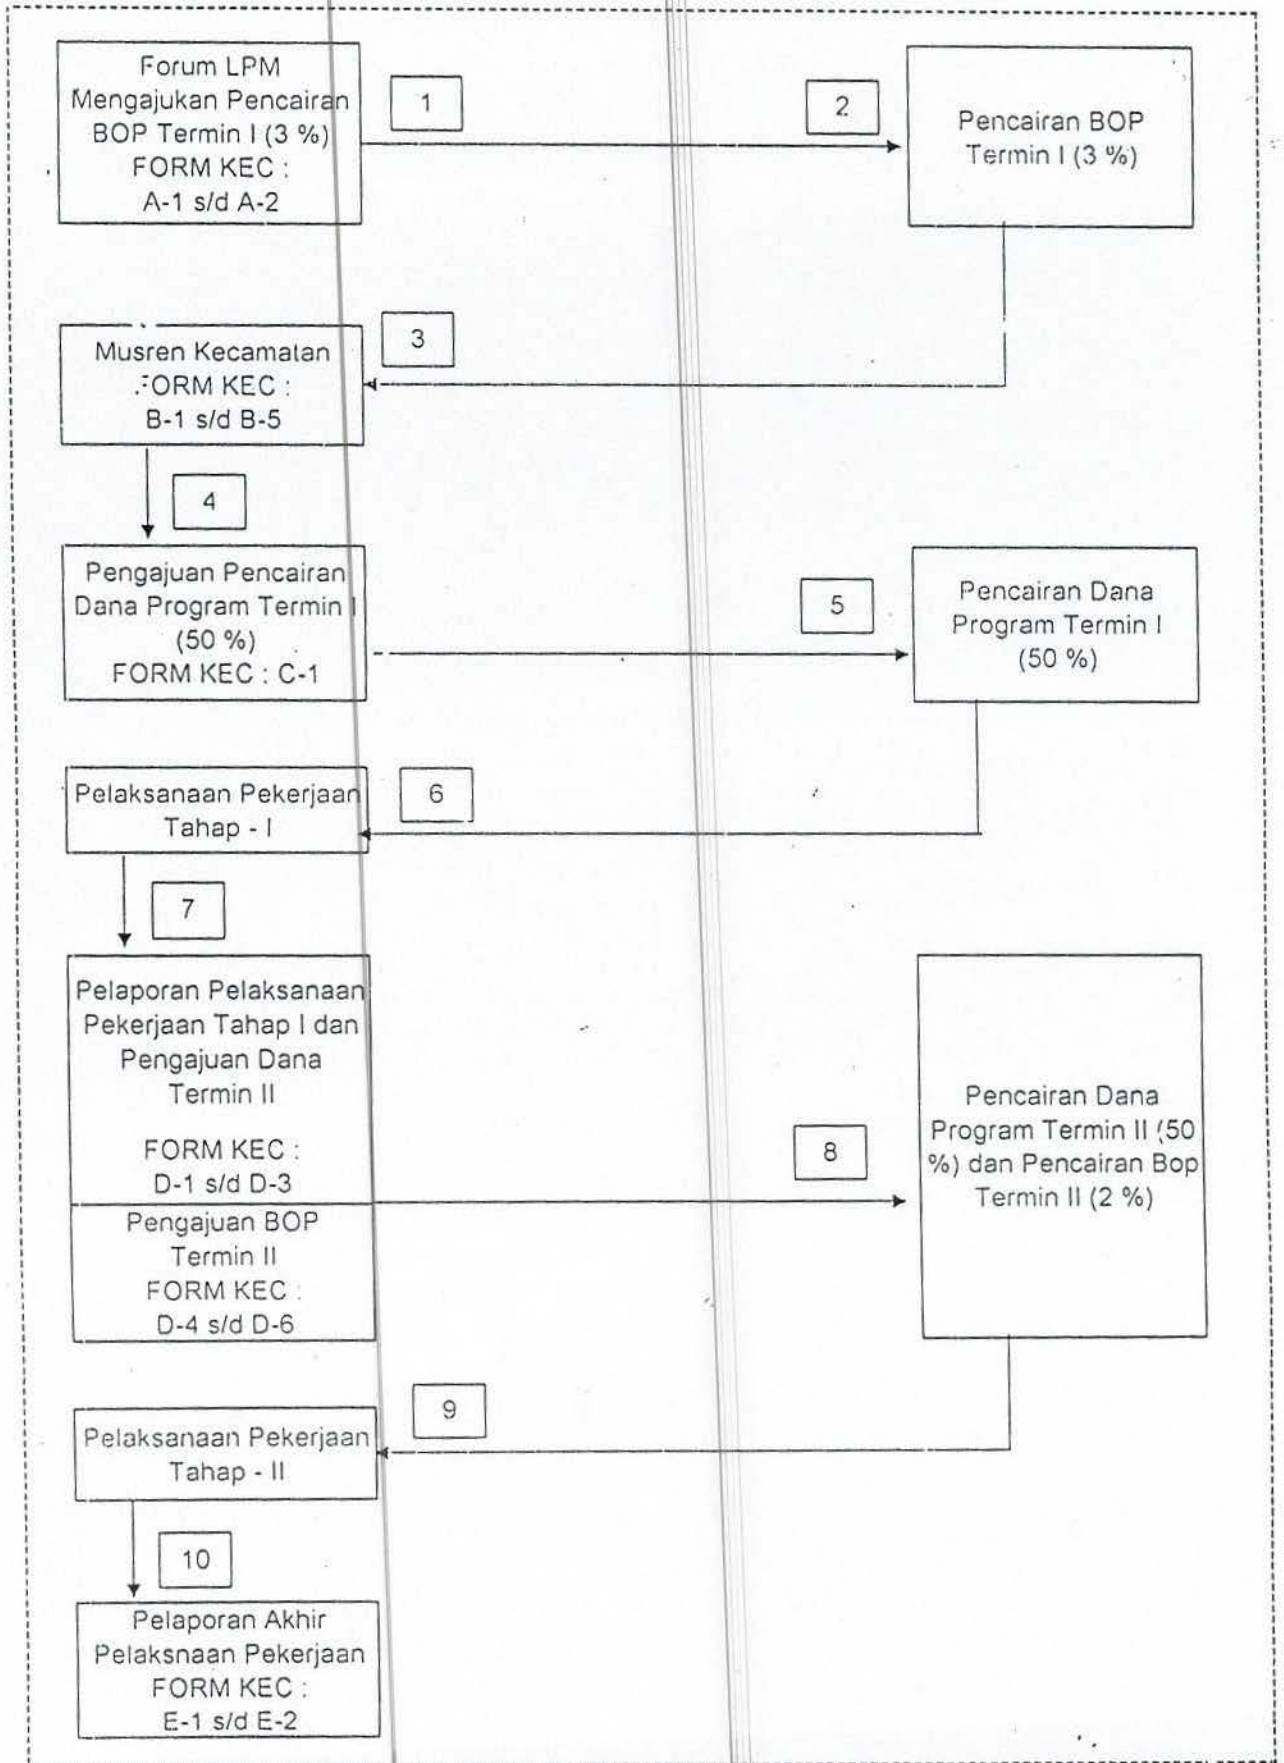 Forum LPM
Mengajukan Pencairan
BOP Termin I (3 %)
FORM KEC :
A-1 s/d A-2
1
2
Pencairan BOP
Termin I (3 %)
3
Musren Kecamatan
FORM KEC :
B-1 s/d B-5
4
Pengajuan Pencairan
Dana Program Termin I
(50 %)
FORM KEC : C-1
5
Pencairan Dana
Program Termin I
(50 %)
6
Pelaksanaan Pekerjaan
Tahap - I
7
Pelaporan Pelaksanaan
Pekerjaan Tahap I dan
Pengajuan Dana
Termin II
FORM KEC :
D-1 s/d D-3
Pengajuan BOP
Termin II
FORM KEC :
D-4 s/d D-6
8
Pencairan Dana
Program Termin II (50
%) dan Pencairan Bop
Termin II (2 %)
9
Pelaksanaan Pekerjaan
Tahap - II
10
Pelaporan Akhir
Pelaksnaan Pekerjaan
FORM KEC :
E-1 s/d E-2